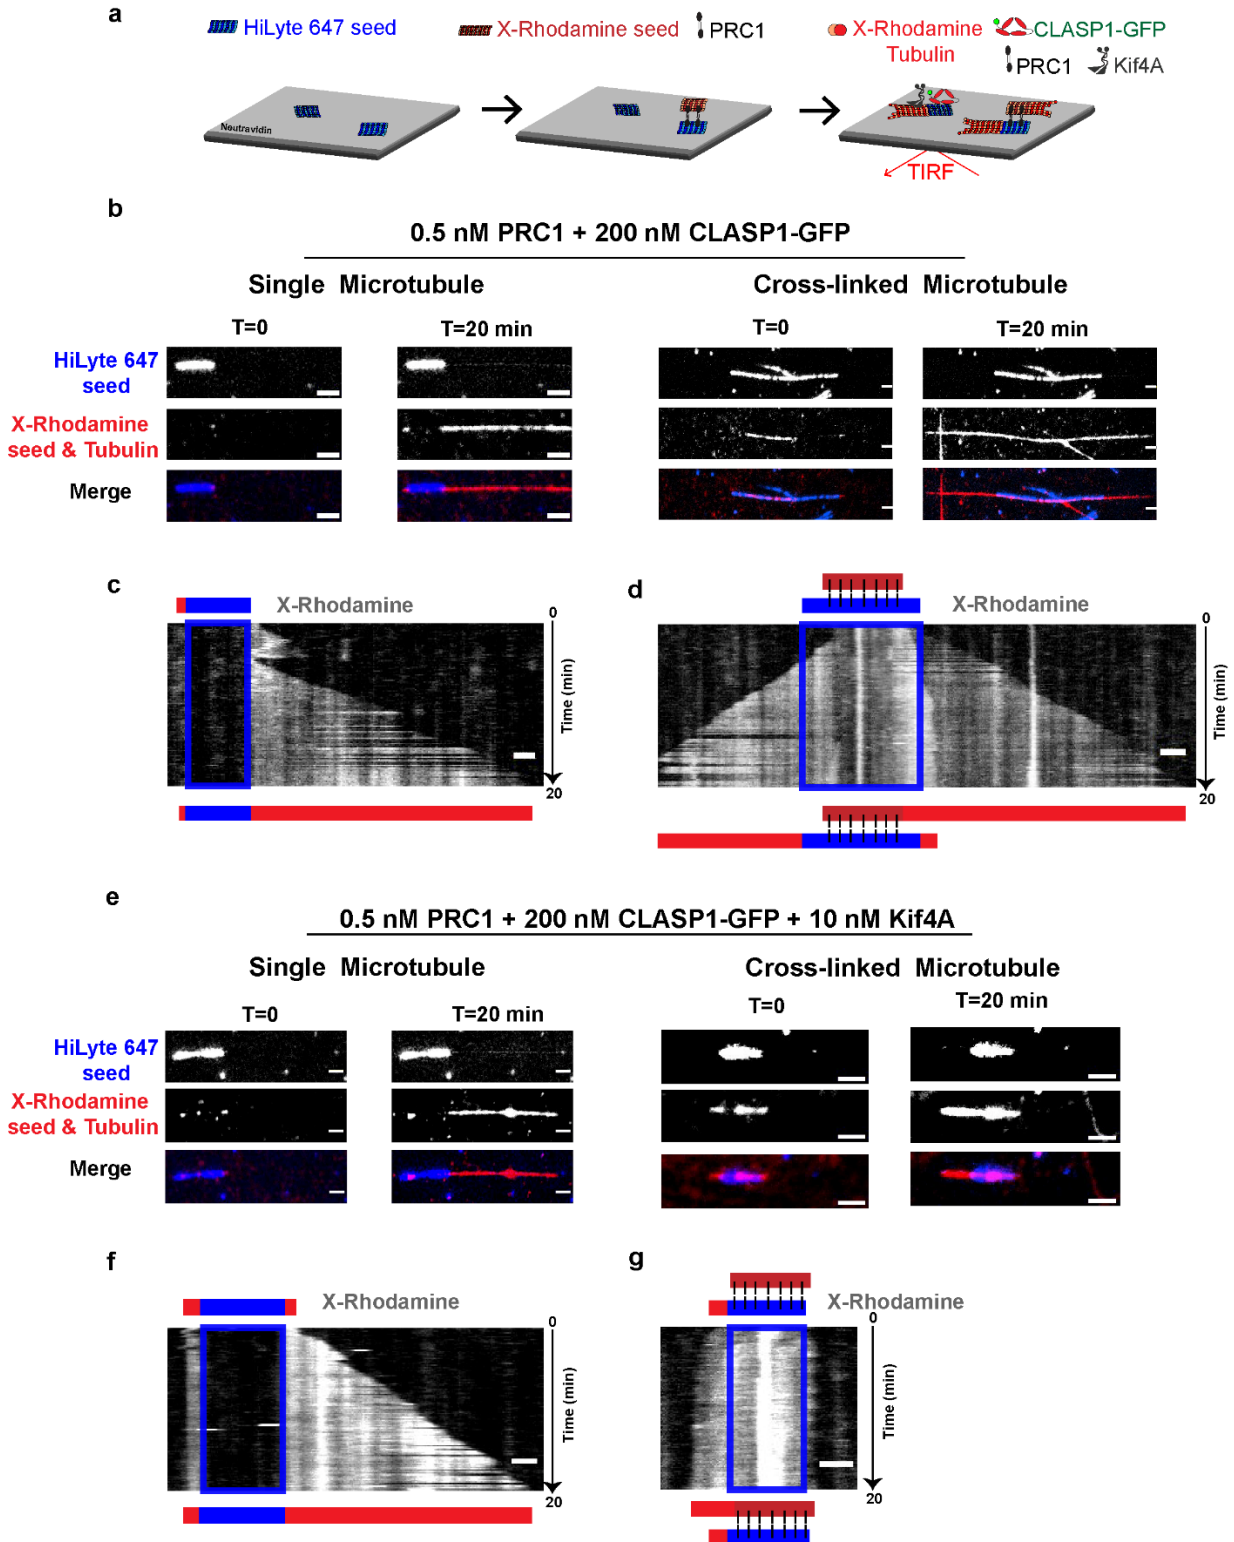 a
HiLyte 647 seed
X-Rhodamine seed
PRC1
X-Rhodamine
Tubulin
CLASP1-GFP
PRC1
Kif4A
Neutravidin
TIRF
b
0.5 nM PRC1 + 200 nM CLASP1-GFP
Single Microtubule
Cross-linked Microtubule
T=0
T=20 min
T=0
T=20 min
HiLyte 647
seed
X-Rhodamine
seed & Tubulin
Merge
c
X-Rhodamine
0
Time (min)
20
d
X-Rhodamine
0
Time (min)
20
e
0.5 nM PRC1 + 200 nM CLASP1-GFP + 10 nM Kif4A
Single Microtubule
Cross-linked Microtubule
T=0
T=20 min
T=0
T=20 min
HiLyte 647
seed
X-Rhodamine
seed & Tubulin
Merge
f
X-Rhodamine
0
Time (min)
20
g
X-Rhodamine
0
Time (min)
20